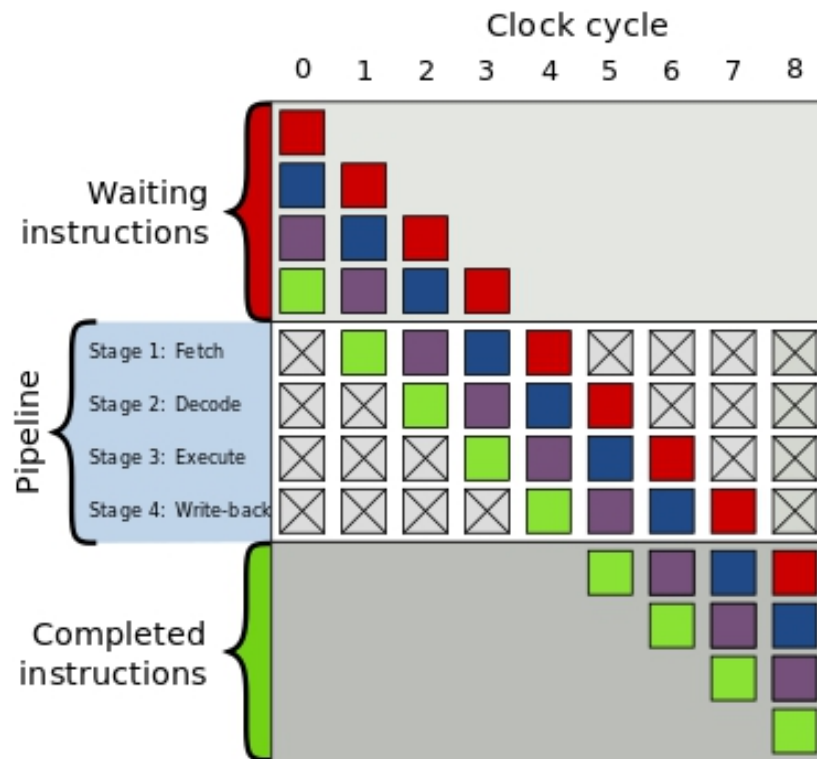 Clock cycle
0 1 2 3 4 5 6 7 8
Waiting
instructions
Pipeline
Stage 1: Fetch
Stage 2: Decode
Stage 3: Execute
Stage 4: Write-back
Completed
instructions